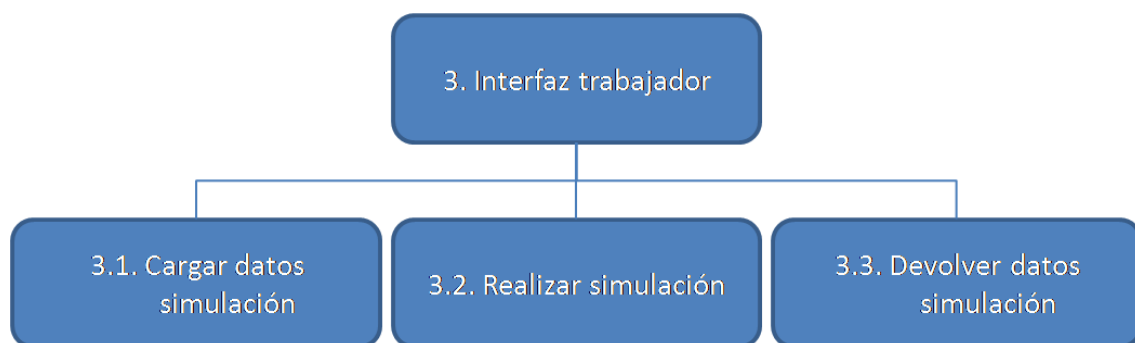 3. Interfaz trabajador
3.1. Cargar datos
simulación
3.2. Realizar simulación
3.3. Devolver datos
simulación